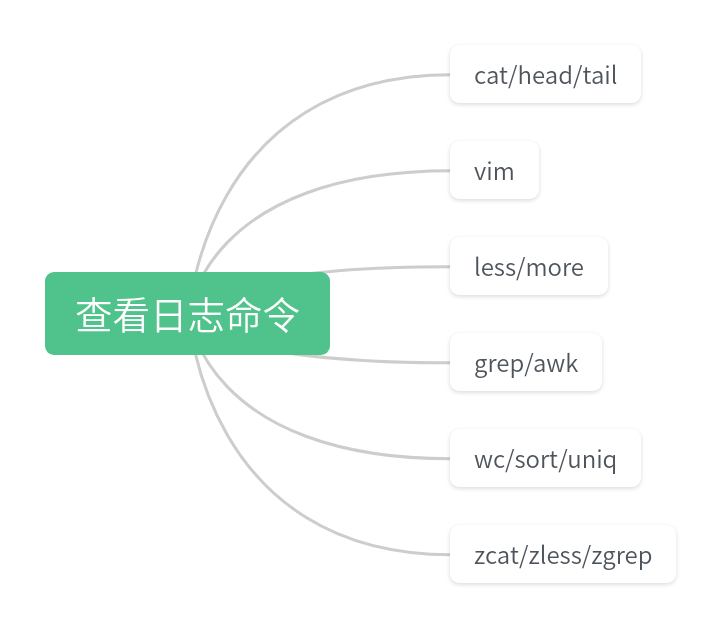 cat/head/tail
vim
less/more
查看日志命令
grep/awk
wc/sort/uniq
zcat/zless/zgrep